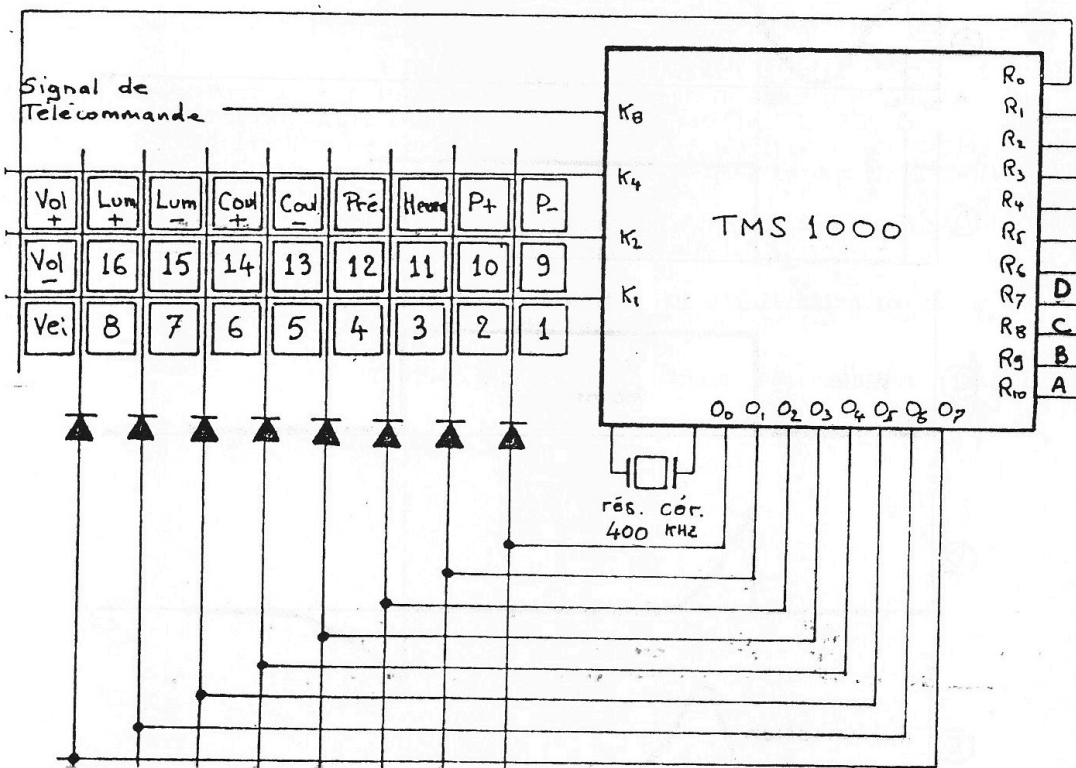 Signal de
Télécommande
K8
K4
K2
K1
TMS 1000
R0
R1
R2
R3
R4
R5
R6
R7 D
R8 C
R9 B
R10 A
Vol + Lum + Lum - Coul + Coul - Pré. Heure P+ P-
Vol - 16 15 14 13 12 11 10 9
Vei 8 7 6 5 4 3 2 1
O0 O1 O2 O3 O4 O5 O6 O7
rés. cér.
400 KHz